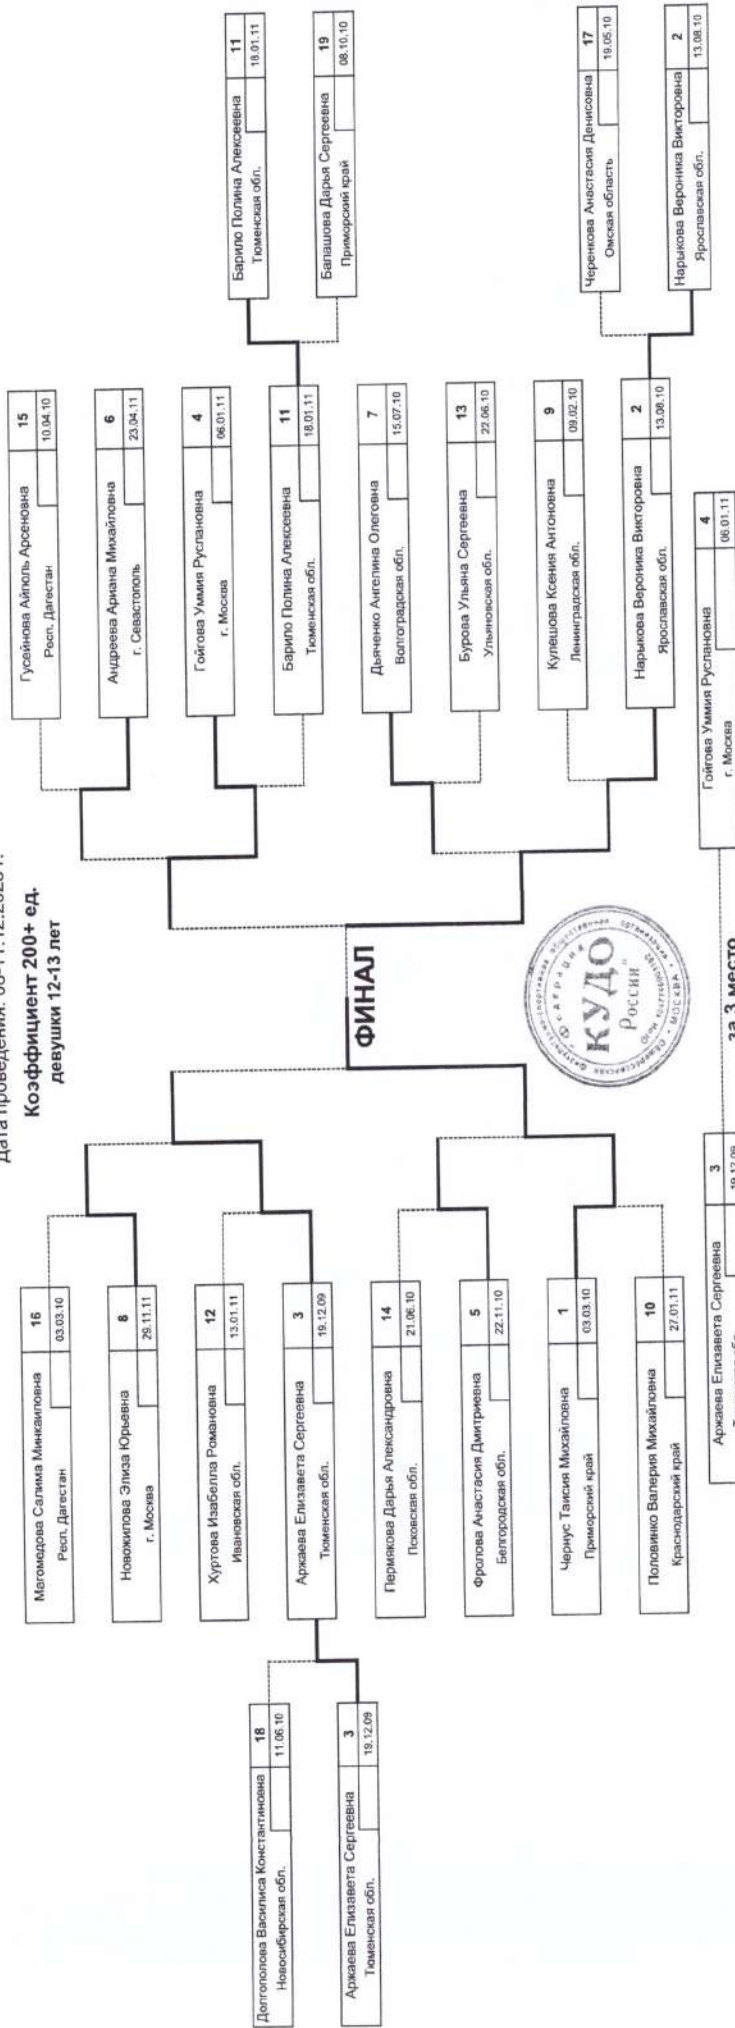 Дата проведения:
Коэффициент 200+ ед.
девушки 12-13 лет
Долгополова Василиса Константиновна 18
Новосибирская обл. 11.06.10
Аржаева Елизавета Сергеевна 3
Тюменская обл. 19.12.09
Магомедова Салима Минкаиловна 16
Респ. Дагестан 03.03.10
Новожилова Элиза Юрьевна 8
г. Москва 29.11.11
Хуртова Изабелла Романовна 12
Ивановская обл. 13.01.11
Аржаева Елизавета Сергеевна 3
Тюменская обл. 19.12.09
Пермякова Дарья Александровна 14
Псковская обл. 21.06.10
Фролова Анастасия Дмитриевна 5
Белгородская обл. 22.11.10
Чернус Таисия Михайловна 1
Приморский край 03.03.10
Половинко Валерия Михайловна 10
Краснодарский край 27.01.11
ФИНАЛ
КУДО
России
МОСКВА
Гусейнова Айполь Арсеновна 15
Респ. Дагестан 10.04.10
Андреева Ариана Михайловна 6
г. Севастополь 23.04.11
Гойгова Уммия Руслановна 4
г. Москва 06.01.11
Барило Полина Алексеевна 11
Тюменская обл. 18.01.11
Дьяченко Ангелина Олеговна 7
Волгоградская обл. 15.07.10
Бурова Ульяна Сергеевна 13
Ульяновская обл. 22.06.10
Кулешова Ксения Антоновна 9
Ленинградская обл. 09.02.10
Нарыкова Вероника Викторовна 2
Ярославская обл. 13.08.10
Барило Полина Алексеевна 11
Тюменская обл. 18.01.11
Балашова Дарья Сергеевна 19
Приморский край 08.10.10
Черенкова Анастасия Денисовна 17
Омская область 19.05.10
Нарыкова Вероника Викторовна 2
Ярославская обл. 13.08.10
Аржаева Елизавета Сергеевна 3
19.12.09
за 3 место
Гойгова Уммия Руслановна 4
г. Москва 06.01.11